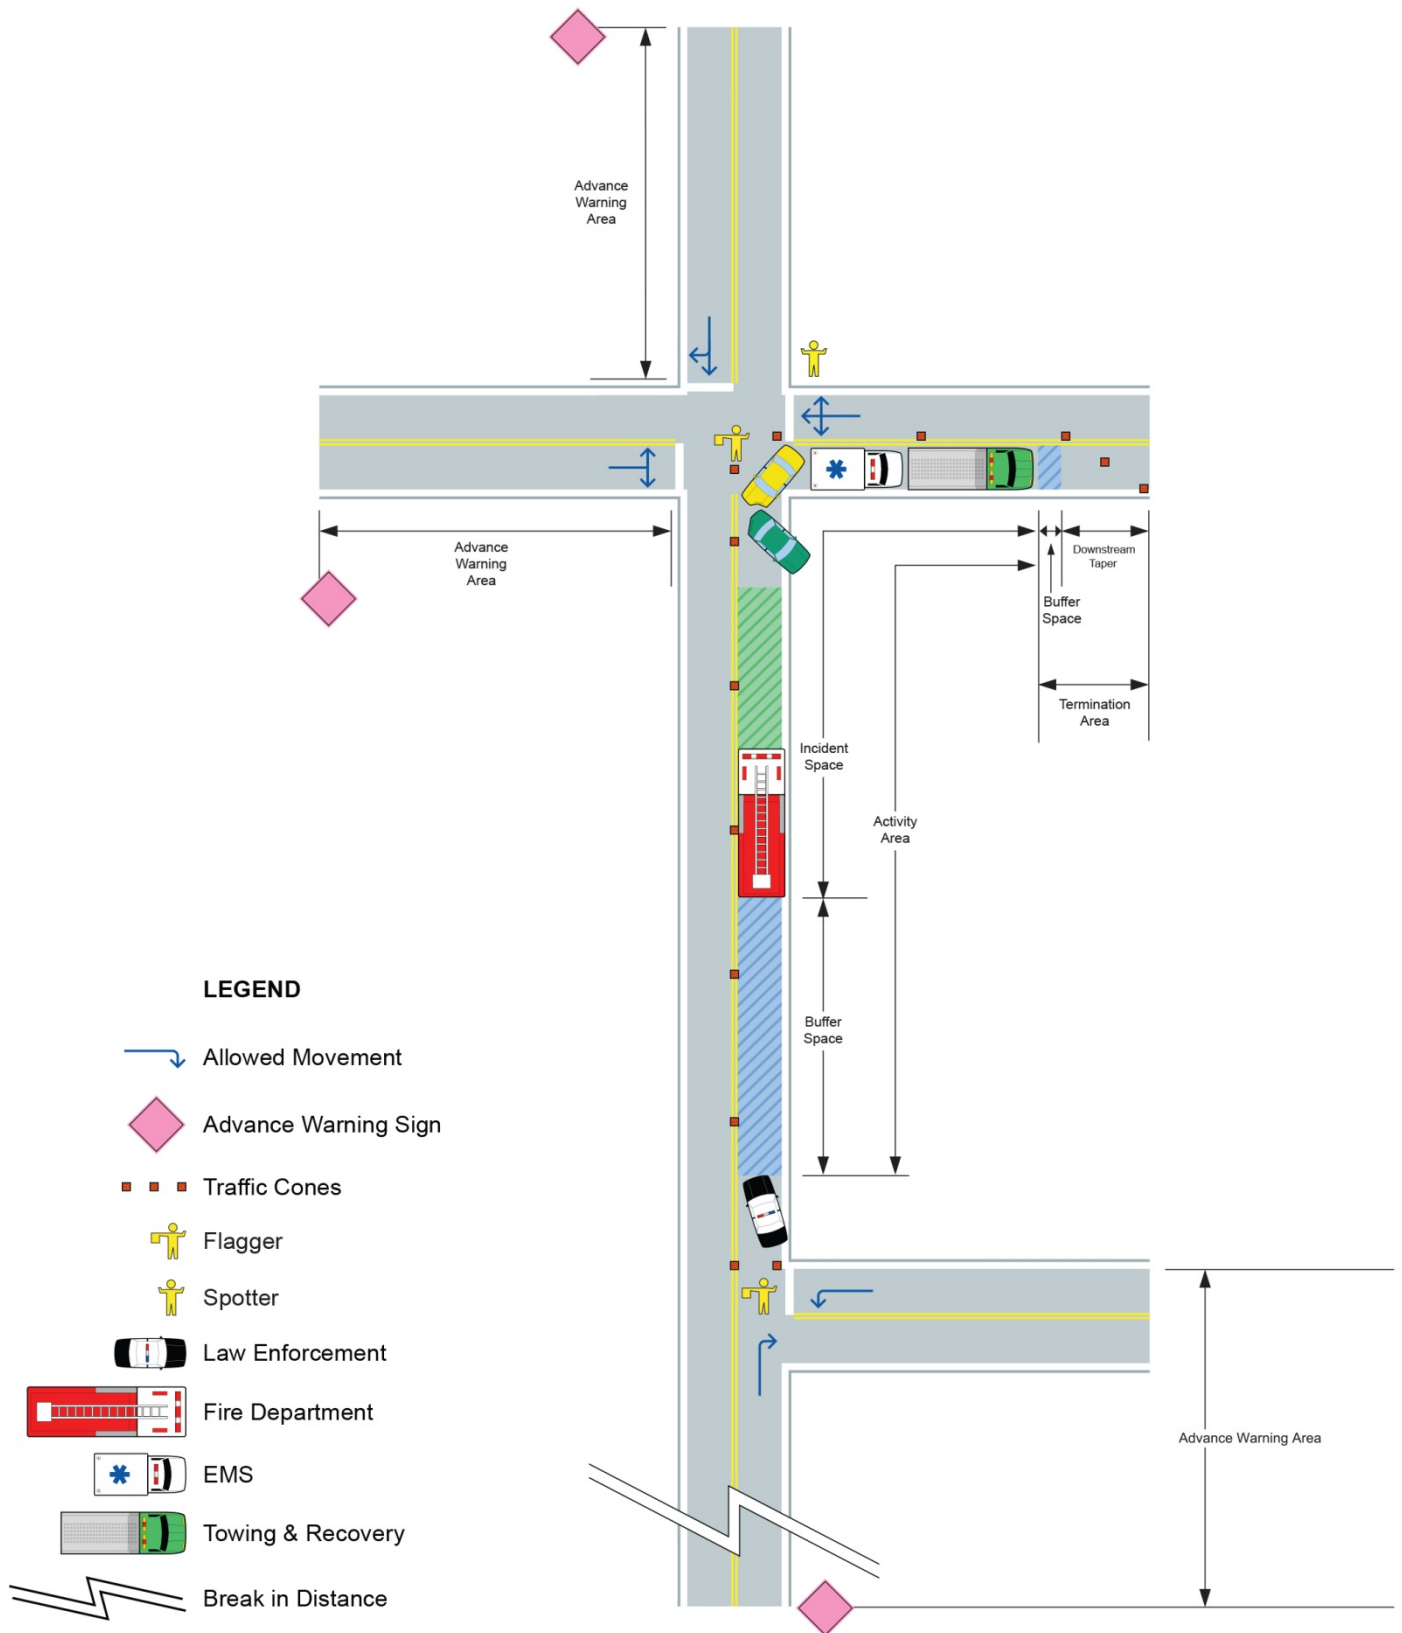 Advance
Warning
Area
Advance
Warning
Area
Downstream
Taper
Buffer
Space
Termination
Area
Incident
Space
Activity
Area
Buffer
Space
LEGEND
Allowed Movement
Advance Warning Sign
Traffic Cones
Flagger
Spotter
Law Enforcement
Fire Department
EMS
Towing & Recovery
Break in Distance
Advance Warning Area